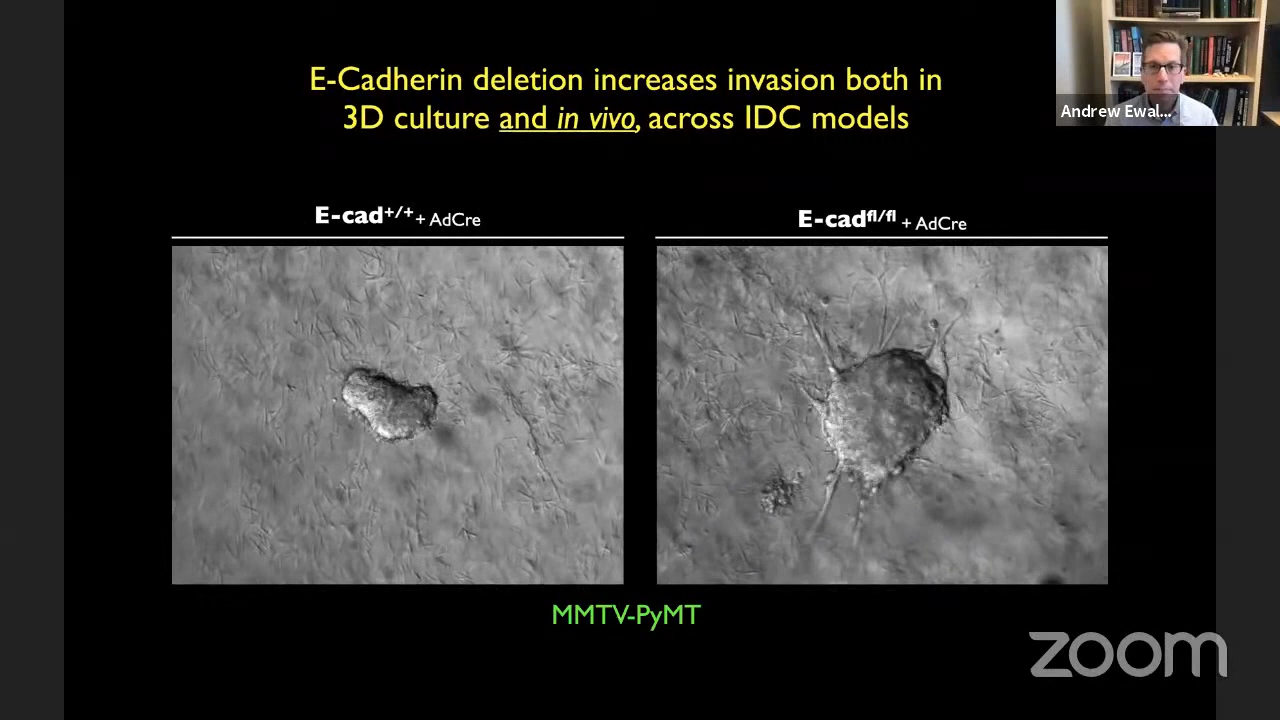 E-Cadherin deletion increases invasion both in
3D culture and in vivo, across IDC models
Andrew Ewal...
E-cad+/+ + AdCre
E-cadfl/fl + AdCre
MMTV-PyMT
zoom